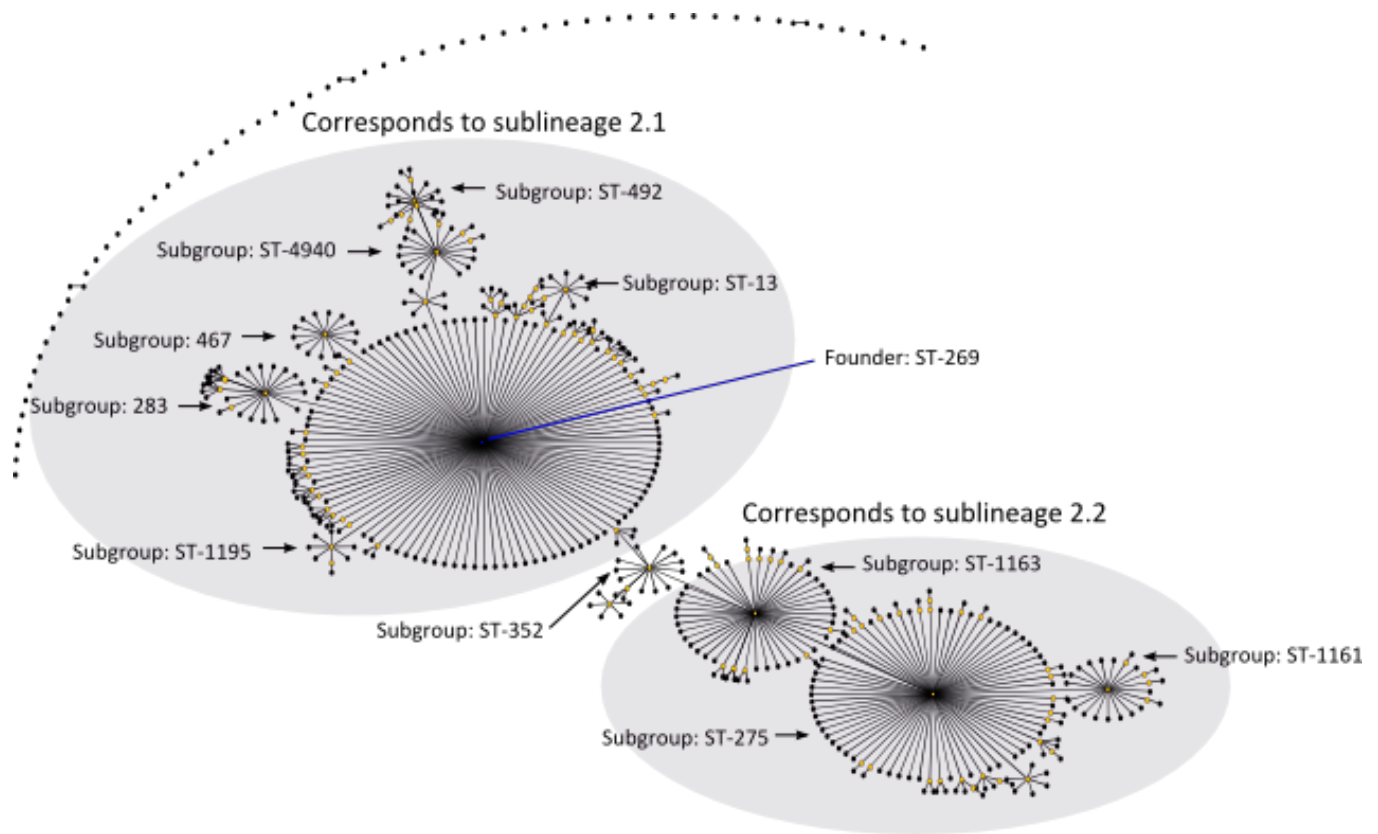 Corresponds to sublineage 2.1
Subgroup: ST-492
Subgroup: ST-4940
Subgroup: ST-13
Subgroup: 467
Founder: ST-269
Subgroup: 283
Corresponds to sublineage 2.2
Subgroup: ST-1195
Subgroup: ST-1163
Subgroup: ST-352
Subgroup: ST-1161
Subgroup: ST-275